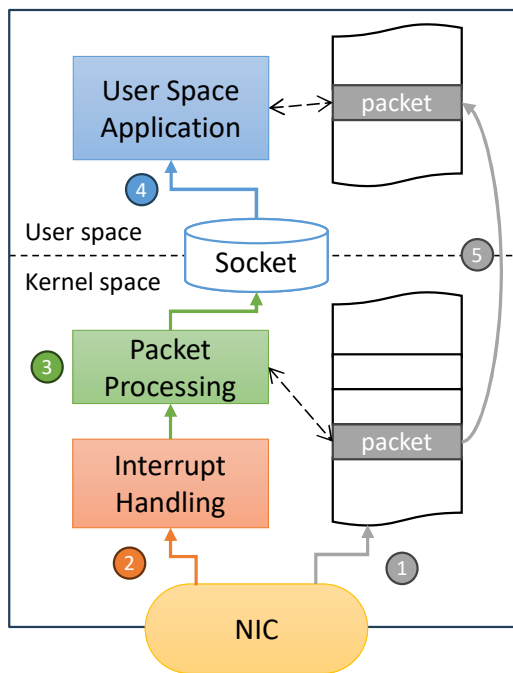 User Space
Application
packet
4
User space
Socket
5
Kernel space
3
Packet
Processing
packet
Interrupt
Handling
2
1
NIC